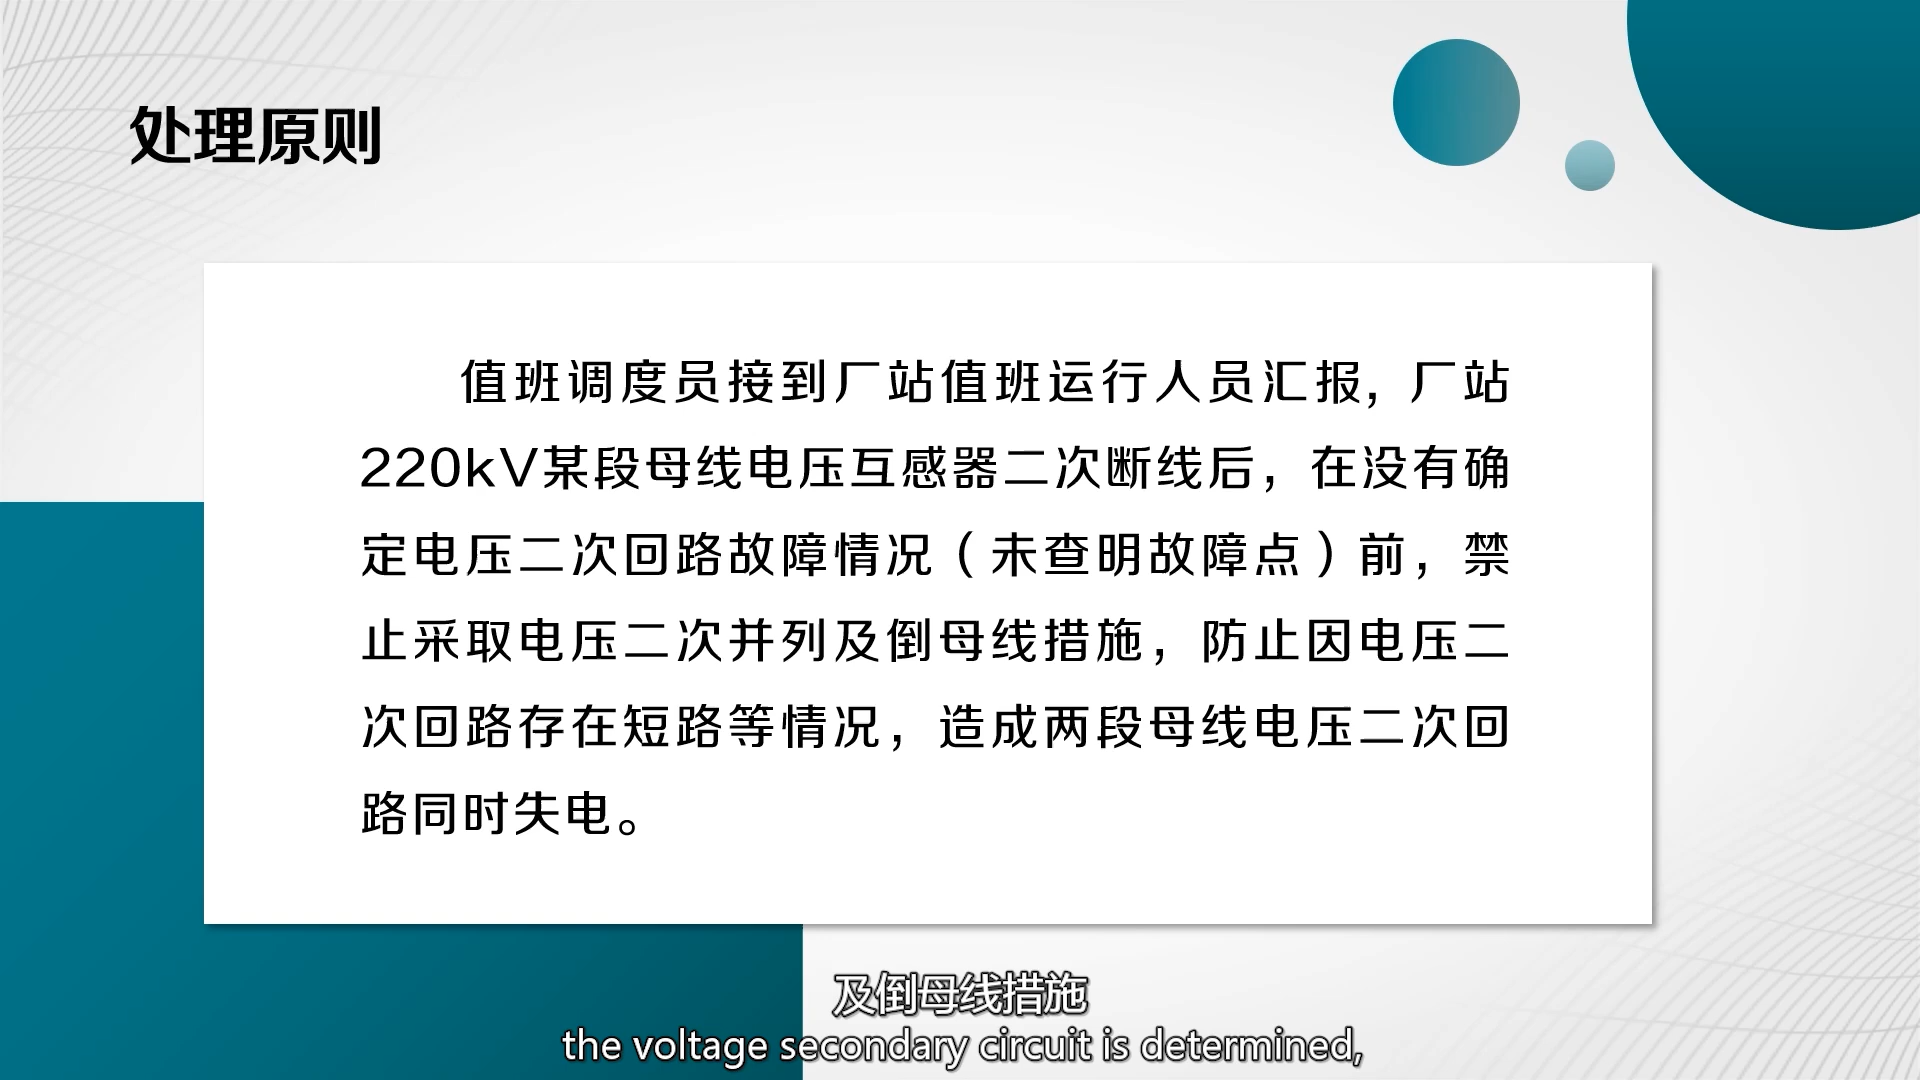 处理原则
值班调度员接到厂站值班运行人员汇报，厂站
220kV某段母线电压互感器二次断线后，在没有确
定电压二次回路故障情况（未查明故障点）前，禁
止采取电压二次并列及倒母线措施，防止因电压二
次回路存在短路等情况，造成两段母线电压二次回
路同时失电。
及倒母线措施
the voltage secondary circuit is determined,